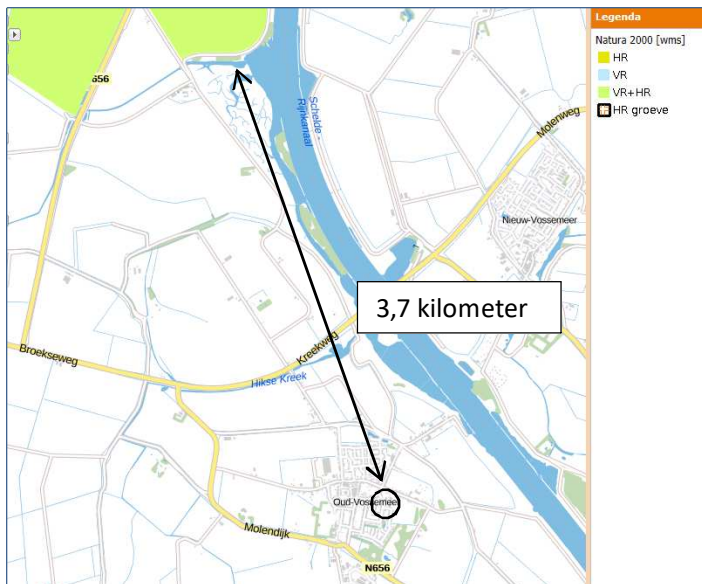 656
Schelde -
Rijnkanaal
Molenweg
Nieuw-Vossemeer
3,7 kilometer
Kreekweg
Broekseweg
Hikse Kreek
Oud-Vossemeer
Molendijk
N656
Legenda
Natura 2000 [wms]
HR
VR
VR+HR
HR groeve